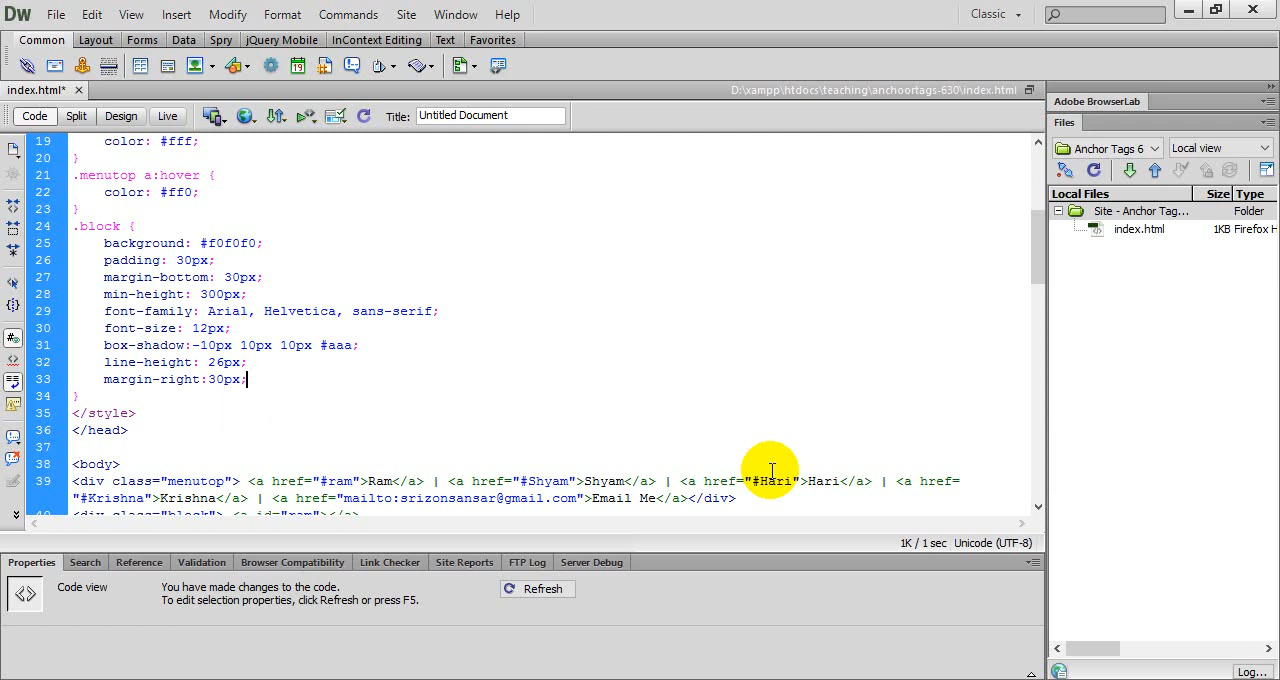 Dw File Edit View Insert Modify Format Commands Site Window Help Classic
Common Layout Forms Data Spry jQuery Mobile InContext Editing Text Favorites
index.html* D:\xampp\htdocs\teaching\anchoortags-630\index.html
Code Split Design Live Title: Untitled Document
19 color: #fff;
20 }
21 .menutop a:hover {
22 color: #ff0;
23 }
24 .block {
25 background: #f0f0f0;
26 padding: 30px;
27 margin-bottom: 30px;
28 min-height: 300px;
29 font-family: Arial, Helvetica, sans-serif;
30 font-size: 12px;
31 box-shadow:-10px 10px 10px #aaa;
32 line-height: 26px;
33 margin-right:30px;
34 }
35 </style>
36 </head>
37
38 <body>
39 <div class="menutop"> <a href="#ram">Ram</a> | <a href="#Shyam">Shyam</a> | <a href="#Hari">Hari</a> | <a href=
"#Krishna">Krishna</a> | <a href="mailto:srizonsansar@gmail.com">Email Me</a></div>
40 <div class="block"> <a id="ram"></a>
1K / 1 sec Unicode (UTF-8)
Properties Search Reference Validation Browser Compatibility Link Checker Site Reports FTP Log Server Debug
Code view You have made changes to the code. Refresh
To edit selection properties, click Refresh or press F5.
Adobe BrowserLab
Files
Anchor Tags 6 Local view
Local Files Size Type
Site - Anchor Tag... Folder
index.html 1KB Firefox H
Log...